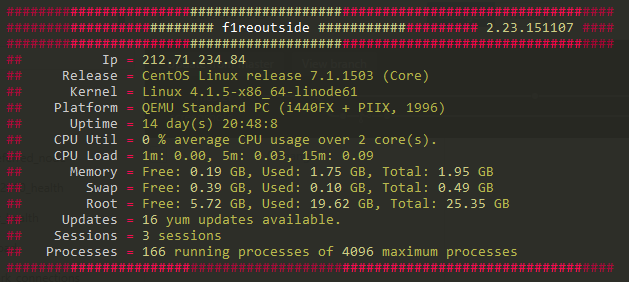 ################################################################################
################### f1reoutside ##################### 2.23.151107 ####
################################################################################
## Ip = 212.71.234.84
## Release = CentOS Linux release 7.1.1503 (Core)
## Kernel = Linux 4.1.5-x86_64-linode61
## Platform = QEMU Standard PC (i440FX + PIIX, 1996)
## Uptime = 14 day(s) 20:48:8
## CPU Util = 0 % average CPU usage over 2 core(s).
## CPU Load = 1m: 0.00, 5m: 0.03, 15m: 0.09
## Memory = Free: 0.19 GB, Used: 1.75 GB, Total: 1.95 GB
## Swap = Free: 0.39 GB, Used: 0.10 GB, Total: 0.49 GB
## Root = Free: 5.72 GB, Used: 19.62 GB, Total: 25.35 GB
## Updates = 16 yum updates available.
## Sessions = 3 sessions
## Processes = 166 running processes of 4096 maximum processes
################################################################################